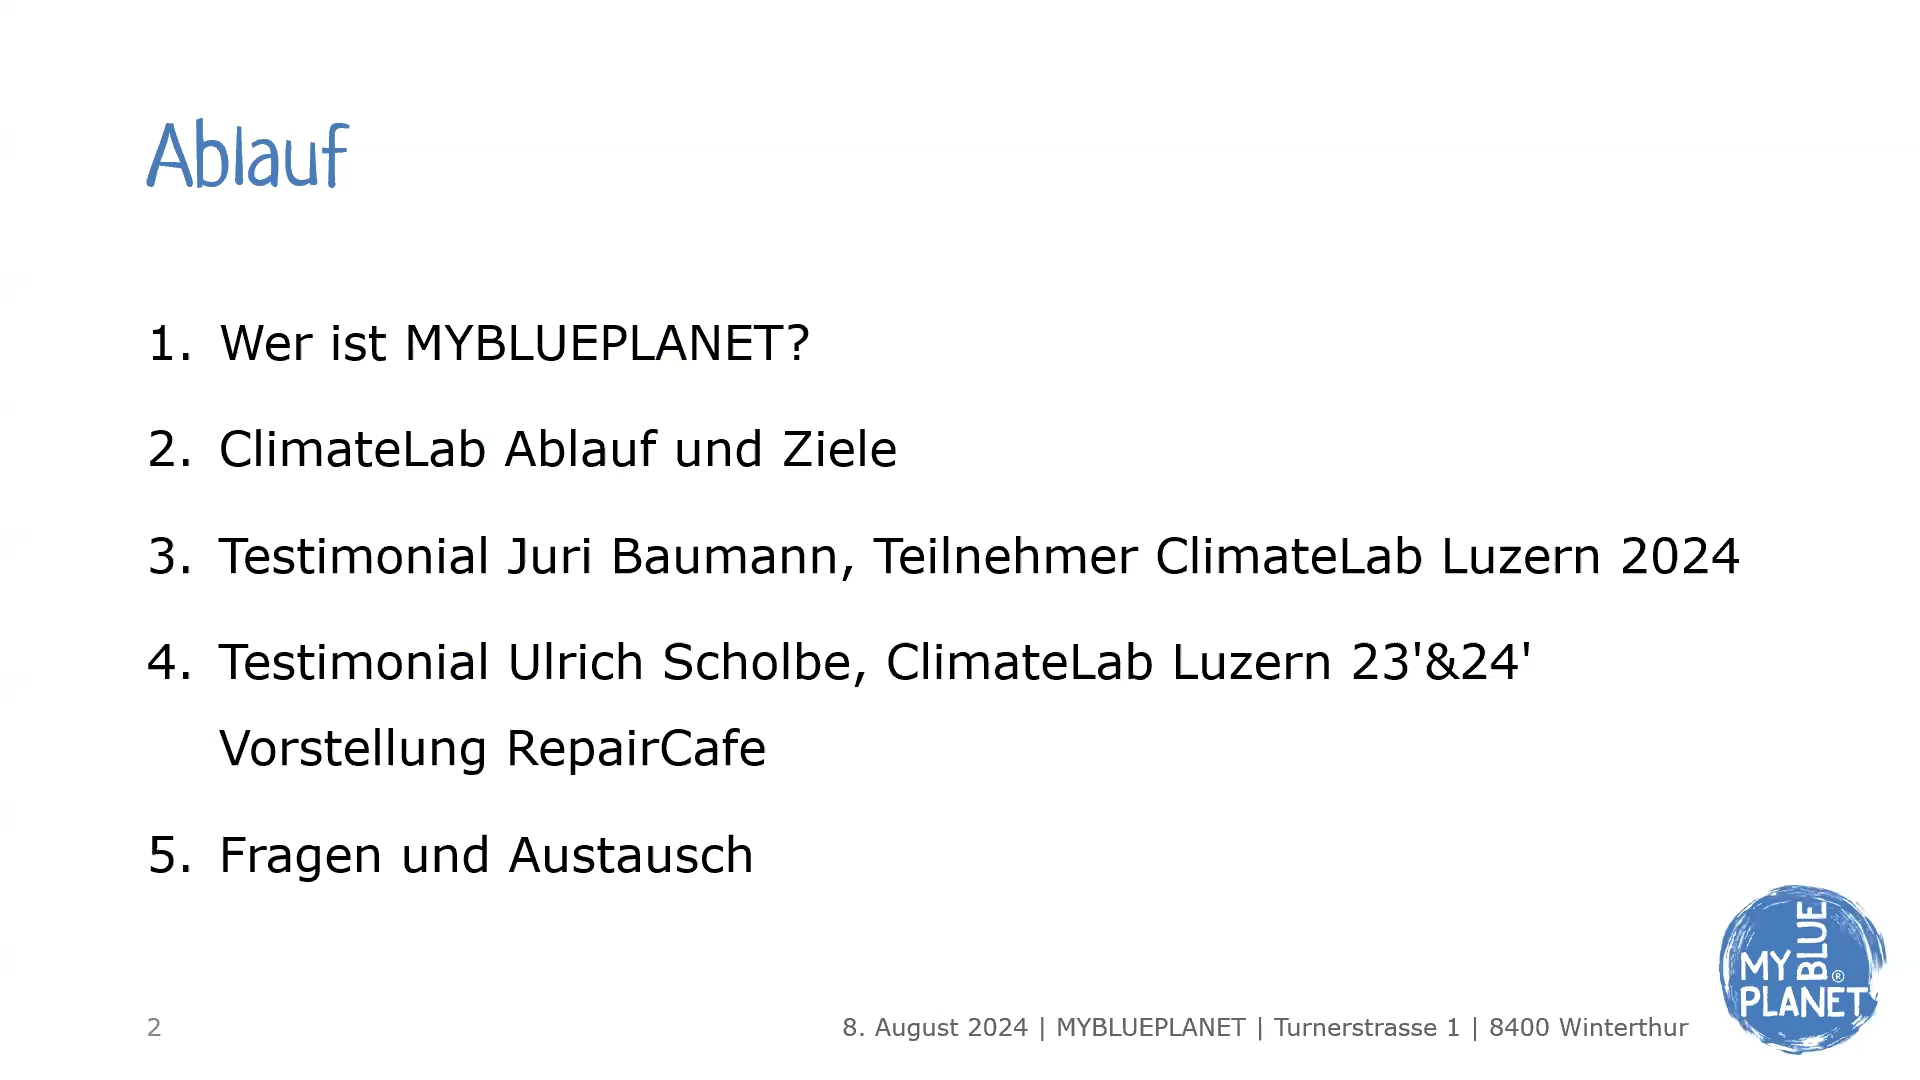 Ablauf
1. Wer ist MYBLUEPLANET?
2. ClimateLab Ablauf und Ziele
3. Testimonial Juri Baumann, Teilnehmer ClimateLab Luzern 2024
4. Testimonial Ulrich Scholbe, ClimateLab Luzern 23'&24'
Vorstellung RepairCafe
5. Fragen und Austausch
2
8. August 2024 | MYBLUEPLANET | Turnerstrasse 1 | 8400 Winterthur
MY BLUE®
PLANET